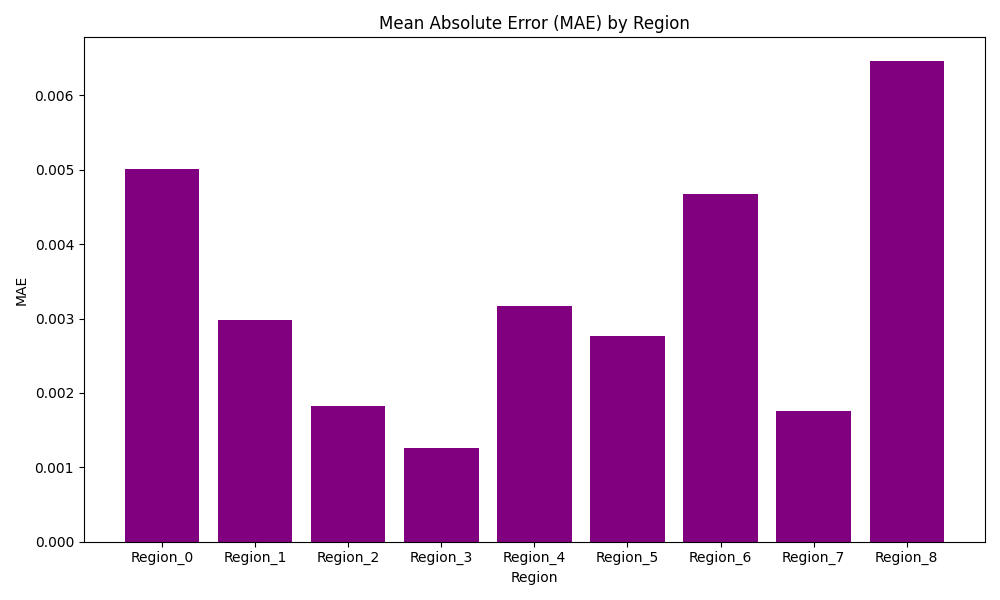 Mean Absolute Error (MAE) by Region
MAE
0.006
0.005
0.004
0.003
0.002
0.001
0.000
Region_0 Region_1 Region_2 Region_3 Region_4 Region_5 Region_6 Region_7 Region_8
Region